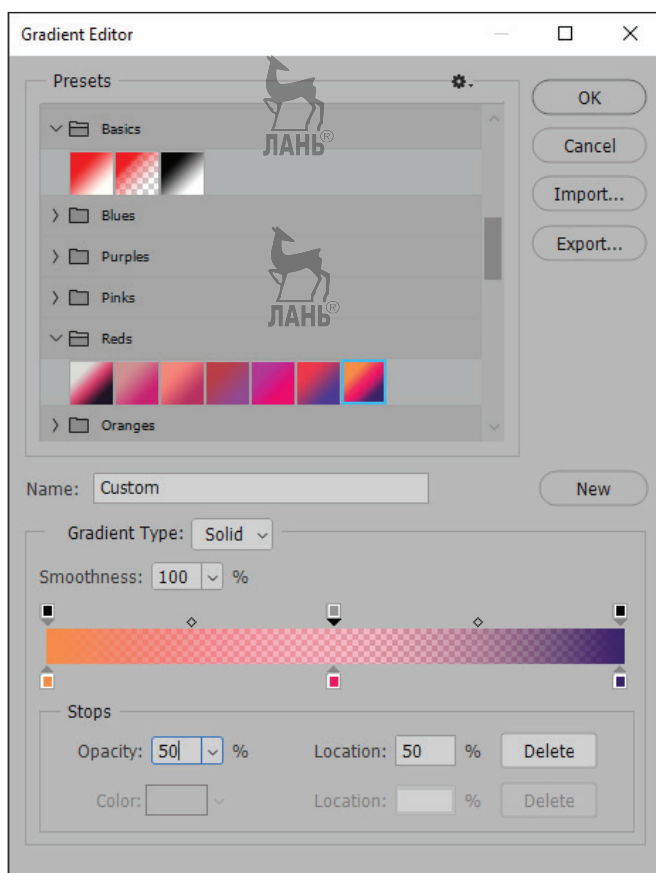 Gradient Editor
Presets
OK
Basics
ЛАНЬ®
Cancel
Import...
Blues
Export...
Purples
Pinks
ЛАНЬ®
Reds
Oranges
Name: Custom
New
Gradient Type: Solid
Smoothness: 100 %
Stops
Opacity: 50 % Location: 50 % Delete
Color: Location: % Delete